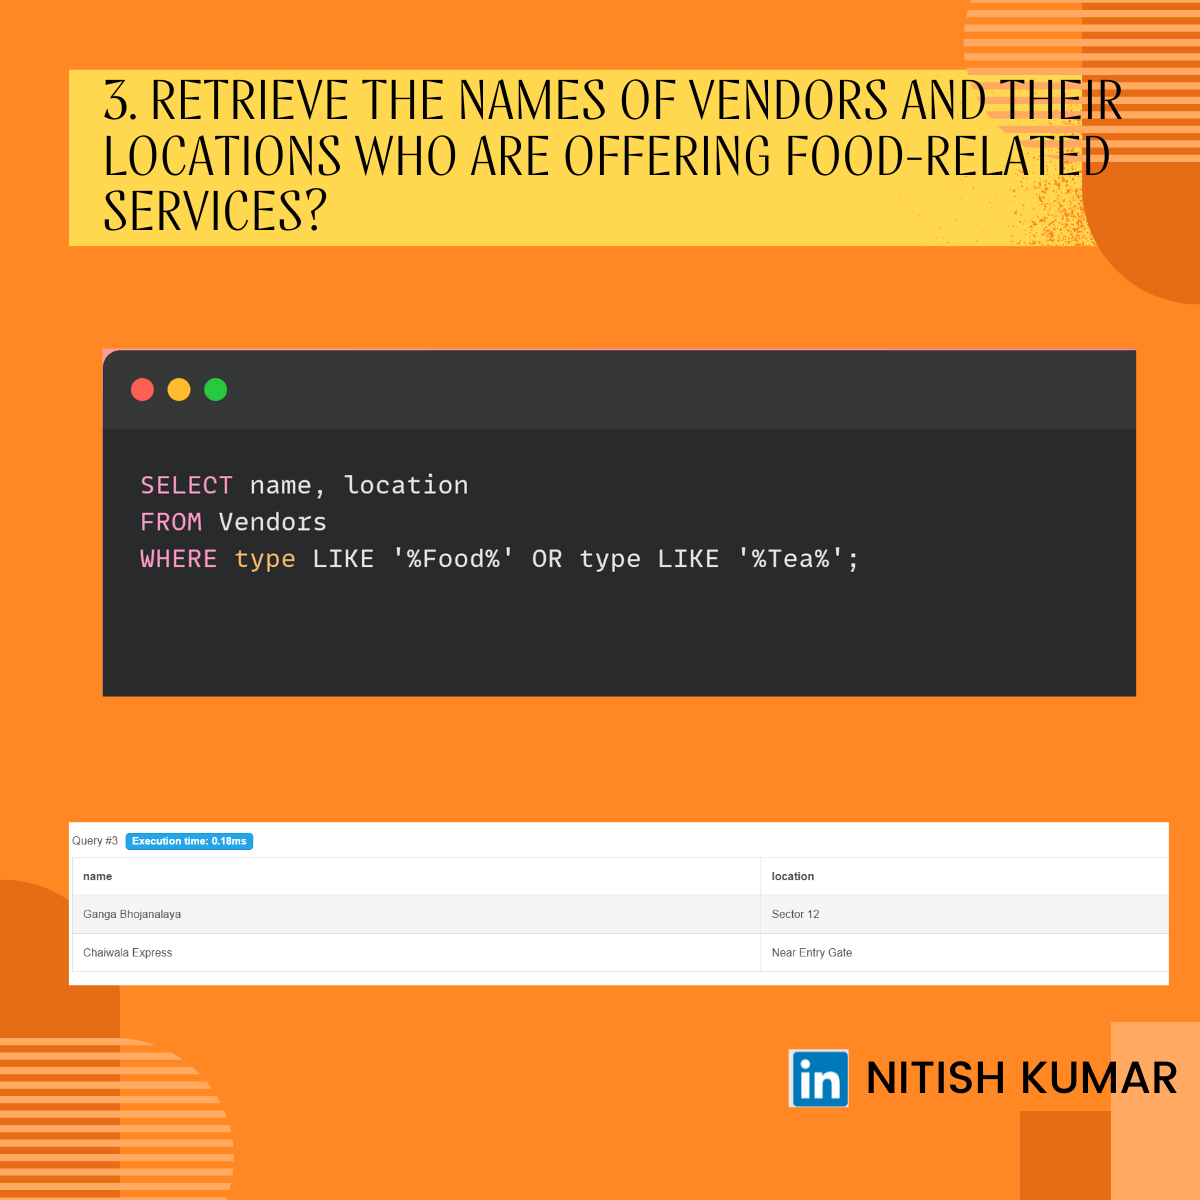 3. RETRIEVE THE NAMES OF VENDORS AND THEIR
LOCATIONS WHO ARE OFFERING FOOD-RELATED
SERVICES?
SELECT name, location
FROM Vendors
WHERE type LIKE '%Food%' OR type LIKE '%Tea%';
Query #3 Execution time: 0.18ms
name location
Ganga Bhojanalaya Sector 12
Chaiwala Express Near Entry Gate
in NITISH KUMAR